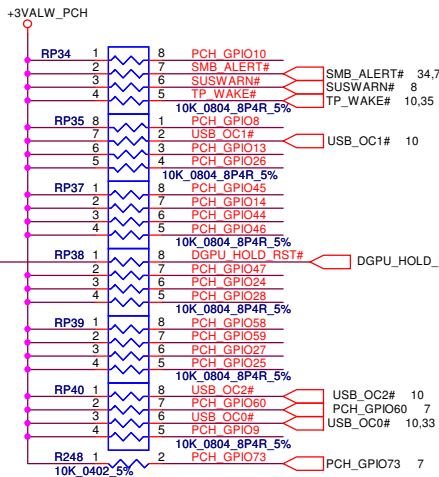 +3VALW_PCH
RP34 1 8 PCH_GPIO10
2 7 SMB_ALERT# SMB_ALERT# 34,7
3 6 SUSWARN# SUSWARN# 8
4 5 TP_WAKE# TP_WAKE# 10,35
10K_0804_8P4R_5%
RP35 8 1 PCH_GPIO8
7 2 USB_OC1# USB_OC1# 10
6 3 PCH_GPIO13
5 4 PCH_GPIO26
10K_0804_8P4R_5%
RP37 1 8 PCH_GPIO45
2 7 PCH_GPIO14
3 6 PCH_GPIO44
4 5 PCH_GPIO46
10K_0804_8P4R_5%
RP38 1 8 DGPU_HOLD_RST# DGPU_HOLD_
2 7 PCH_GPIO47
3 6 PCH_GPIO24
4 5 PCH_GPIO28
10K_0804_8P4R_5%
RP39 1 8 PCH_GPIO58
2 7 PCH_GPIO59
3 6 PCH_GPIO27
4 5 PCH_GPIO25
10K_0804_8P4R_5%
RP40 1 8 USB_OC2# USB_OC2# 10
2 7 PCH_GPIO60 PCH_GPIO60 7
3 6 USB_OC0# USB_OC0# 10,33
4 5 PCH_GPIO9
10K_0804_8P4R_5%
R248 1 2 PCH_GPIO73 PCH_GPIO73 7
10K_0402_5%